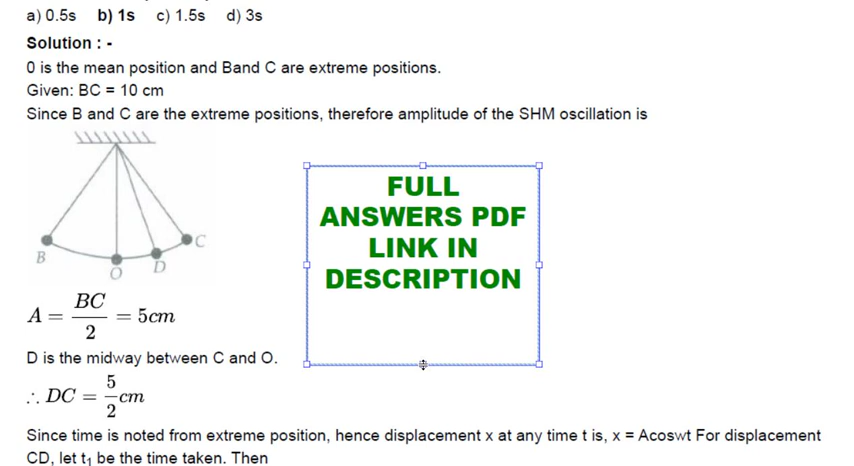 a) 0.5s b) 1s c) 1.5s d) 3s
Solution : -
0 is the mean position and Band C are extreme positions.
Given: BC = 10 cm
Since B and C are the extreme positions, therefore amplitude of the SHM oscillation is
B
O
D
C
FULL
ANSWERS PDF
LINK IN
DESCRIPTION
A = BC/2 = 5cm
D is the midway between C and O.
∴ DC = 5/2 cm
Since time is noted from extreme position, hence displacement x at any time t is, x = Acoswt For displacement
CD, let t₁ be the time taken. Then